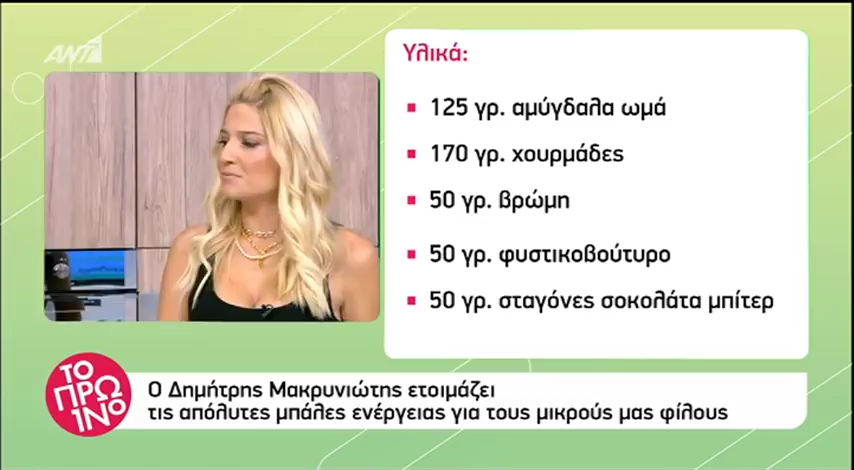 ΑΝΤ1
Υλικά:
125 γρ. αμύγδαλα ωμά
170 γρ. χουρμάδες
50 γρ. βρώμη
50 γρ. φυστικοβούτυρο
50 γρ. σταγόνες σοκολάτα μπίτερ
ΤΟ
ΠΡΩ
ΙΝΟ
Ο Δημήτρης Μακρυνιώτης ετοιμάζει
τις απόλυτες μπάλες ενέργειας για τους μικρούς μας φίλους